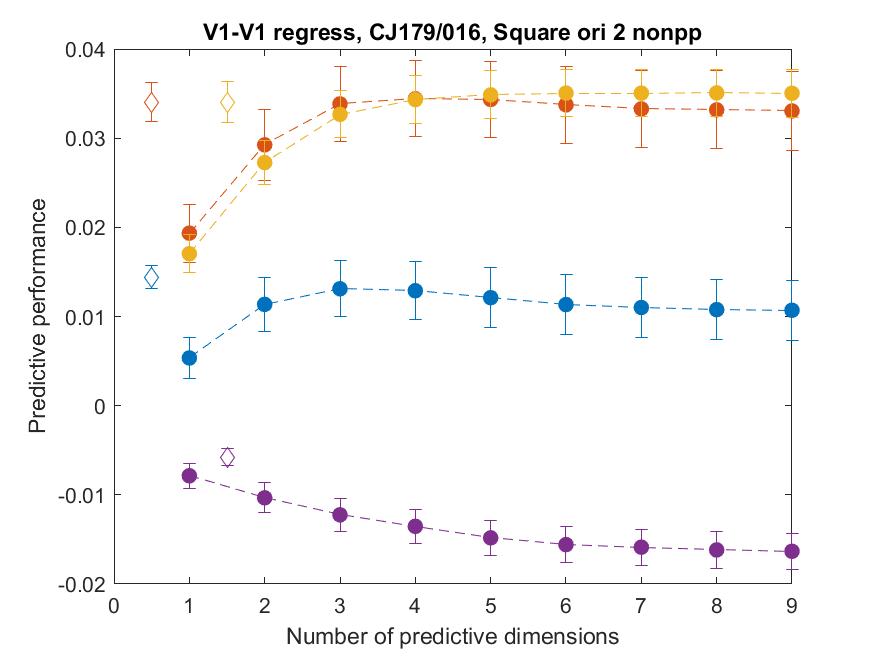 V1-V1 regress, CJ179/016, Square ori 2 nonpp
0.04
0.03
0.02
0.01
0
-0.01
-0.02
Predictive performance
0 1 2 3 4 5 6 7 8 9
Number of predictive dimensions